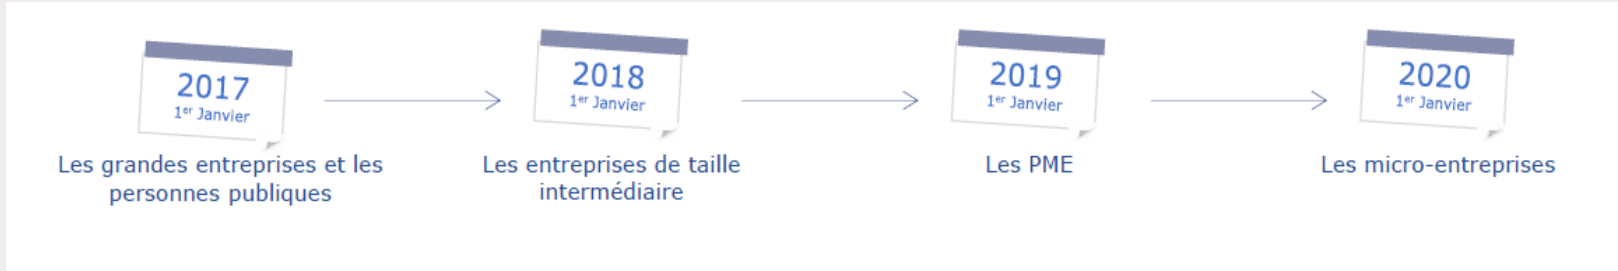 2017
1er Janvier
Les grandes entreprises et les
personnes publiques
2018
1er Janvier
Les entreprises de taille
intermédiaire
2019
1er Janvier
Les PME
2020
1er Janvier
Les micro-entreprises